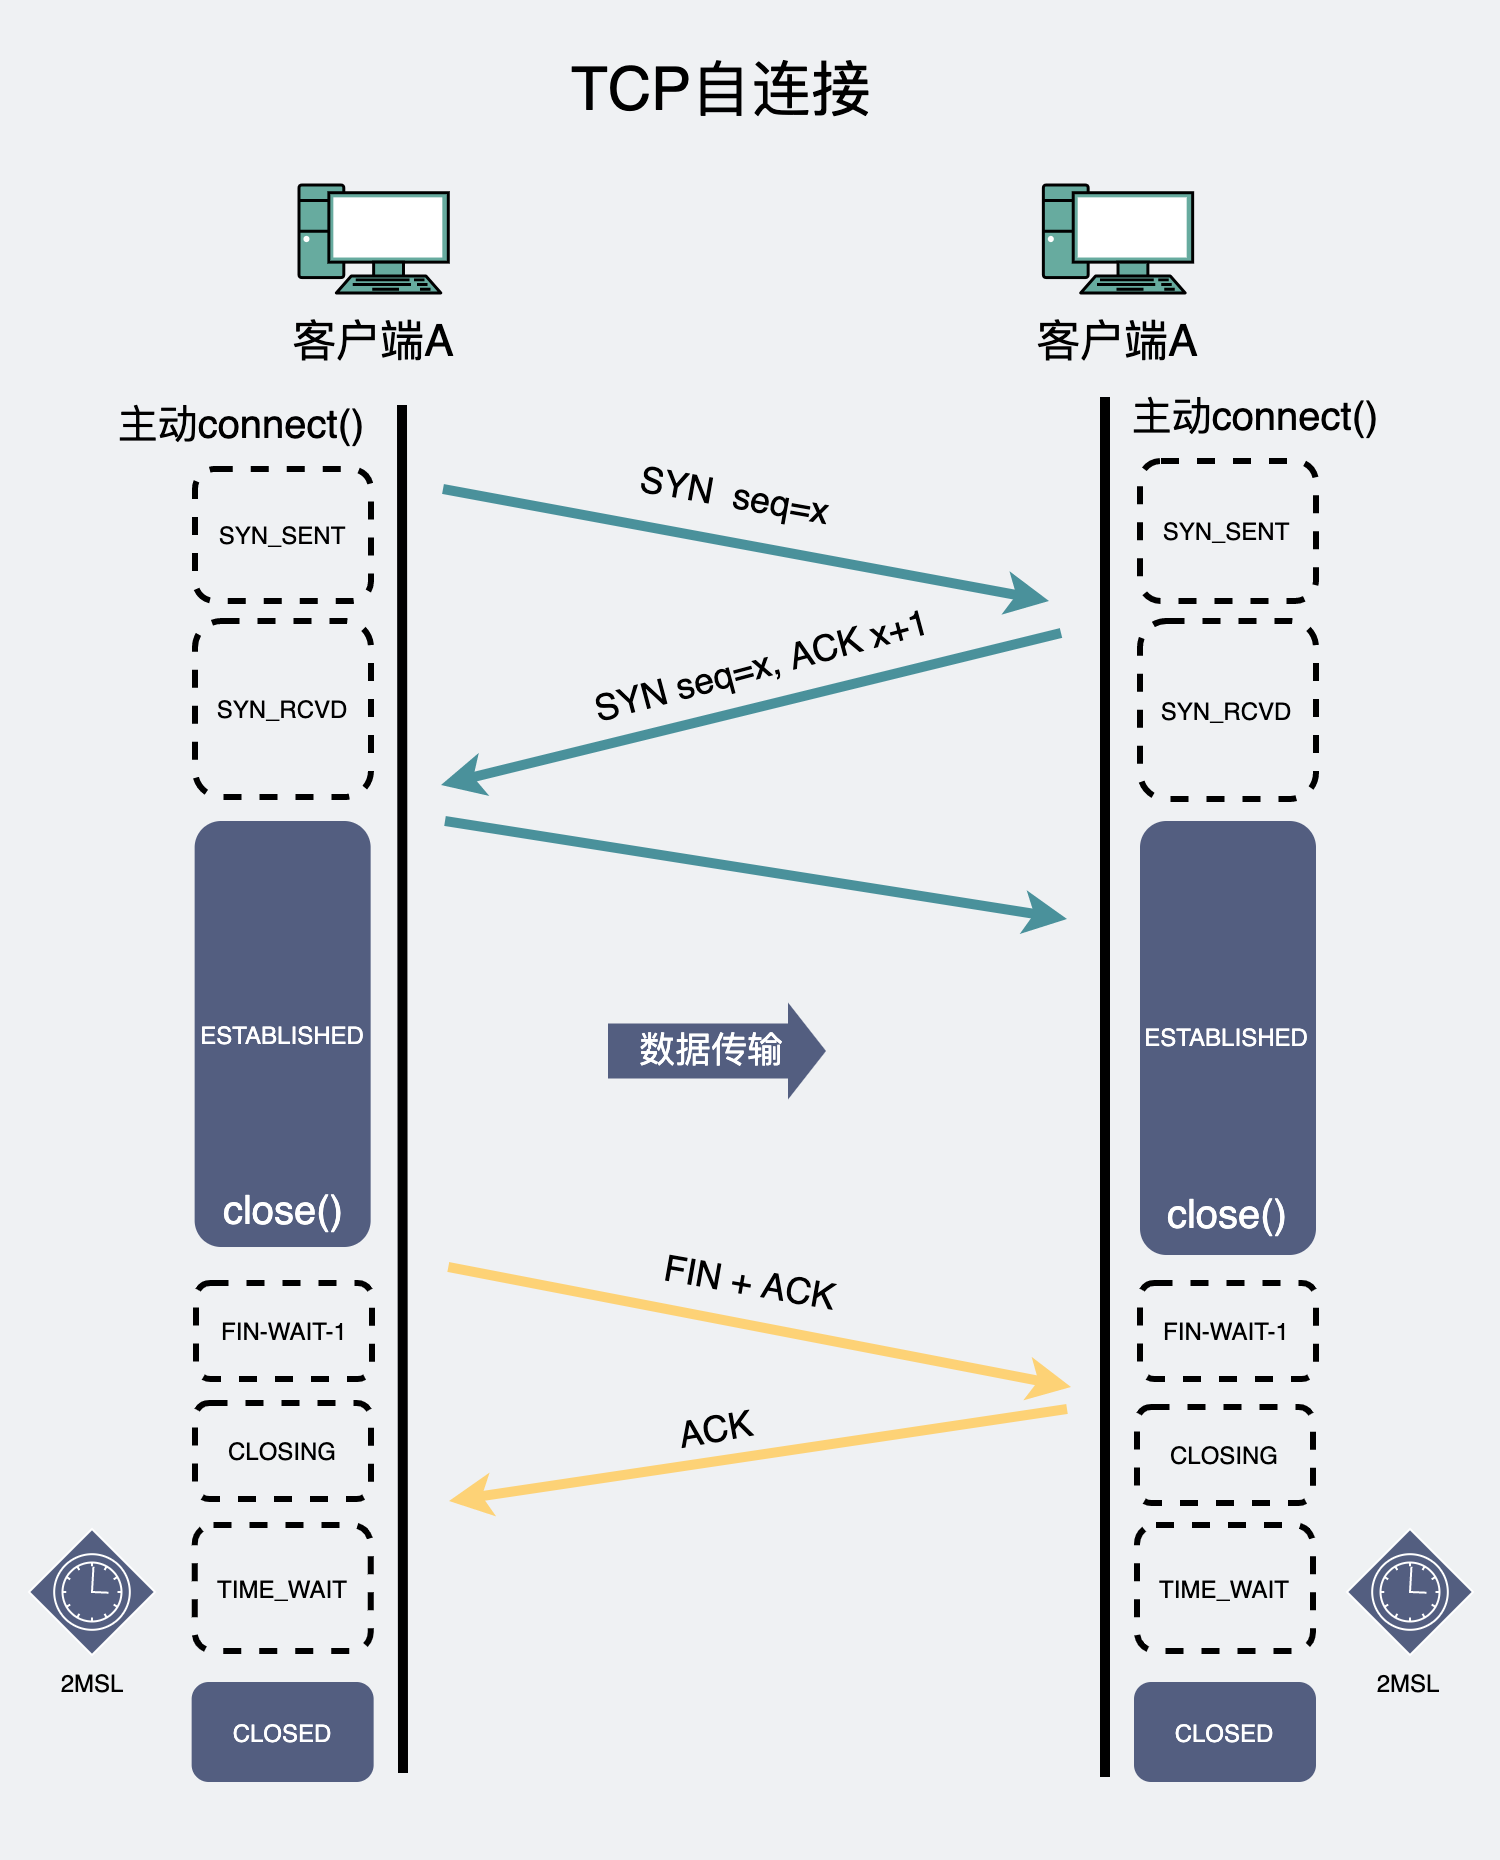 TCP自连接
客户端A
客户端A
主动connect()
主动connect()
SYN_SENT
SYN seq=x
SYN_SENT
SYN seq=x, ACK x+1
SYN_RCVD
SYN_RCVD
ESTABLISHED
数据传输
ESTABLISHED
close()
close()
FIN + ACK
FIN-WAIT-1
FIN-WAIT-1
ACK
CLOSING
CLOSING
TIME_WAIT
TIME_WAIT
2MSL
2MSL
CLOSED
CLOSED